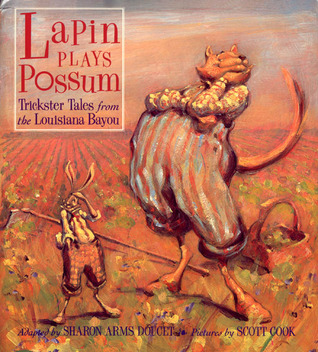 Lapin
PLAYS
Possum
Trickster Tales from
the Louisiana Bayou
Adapted by SHARON ARMS DOUCET Pictures by SCOTT COOK